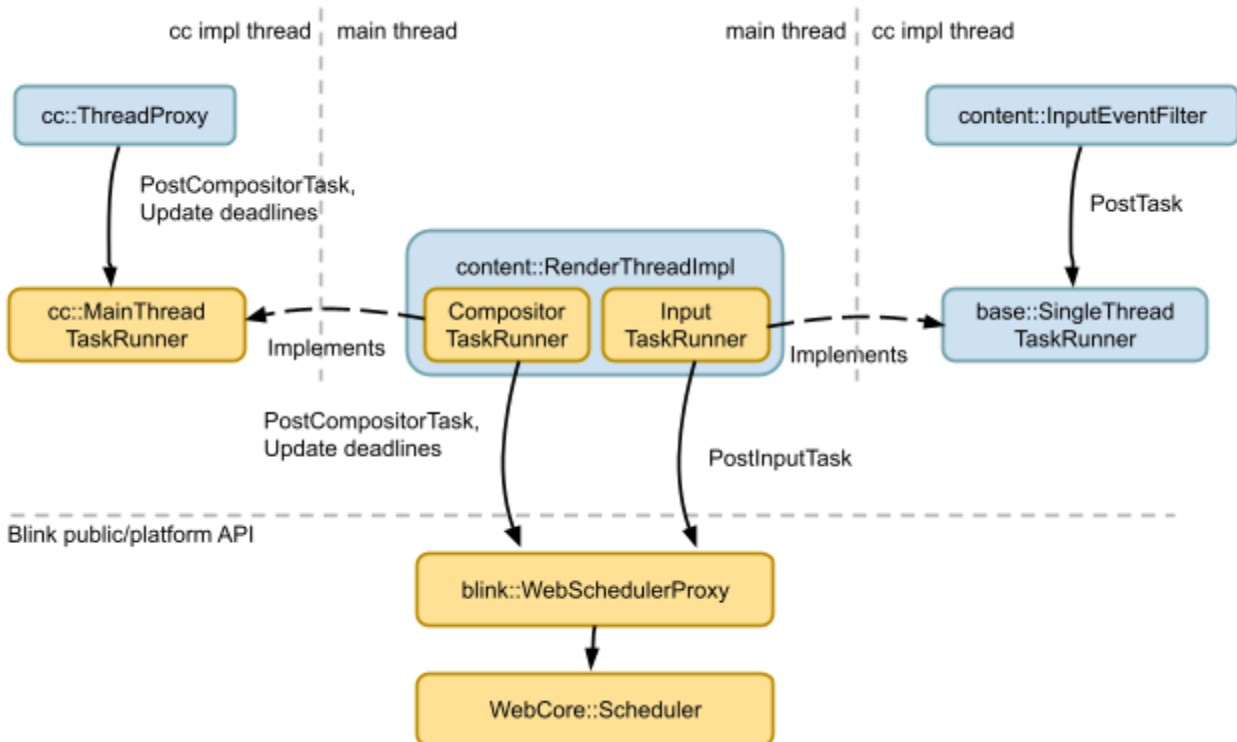 cc impl thread
main thread
main thread
cc impl thread
cc::ThreadProxy
content::InputEventFilter
PostCompositorTask,
Update deadlines
PostTask
content::RenderThreadImpl
cc::MainThread
TaskRunner
Compositor
TaskRunner
Input
TaskRunner
base::SingleThread
TaskRunner
Implements
Implements
PostCompositorTask,
Update deadlines
PostInputTask
Blink public/platform API
blink::WebSchedulerProxy
WebCore::Scheduler